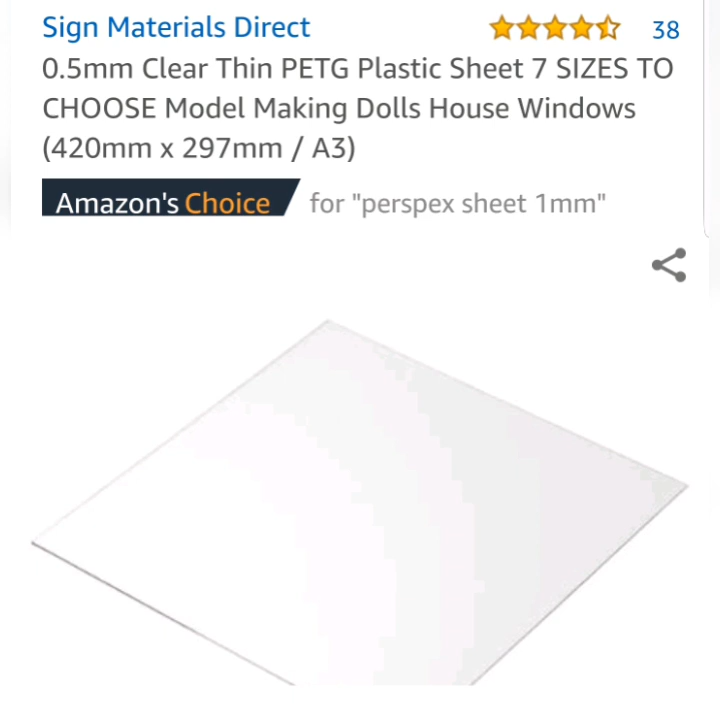 Sign Materials Direct 38
0.5mm Clear Thin PETG Plastic Sheet 7 SIZES TO
CHOOSE Model Making Dolls House Windows
(420mm x 297mm / A3)
Amazon's Choice for "perspex sheet 1mm"